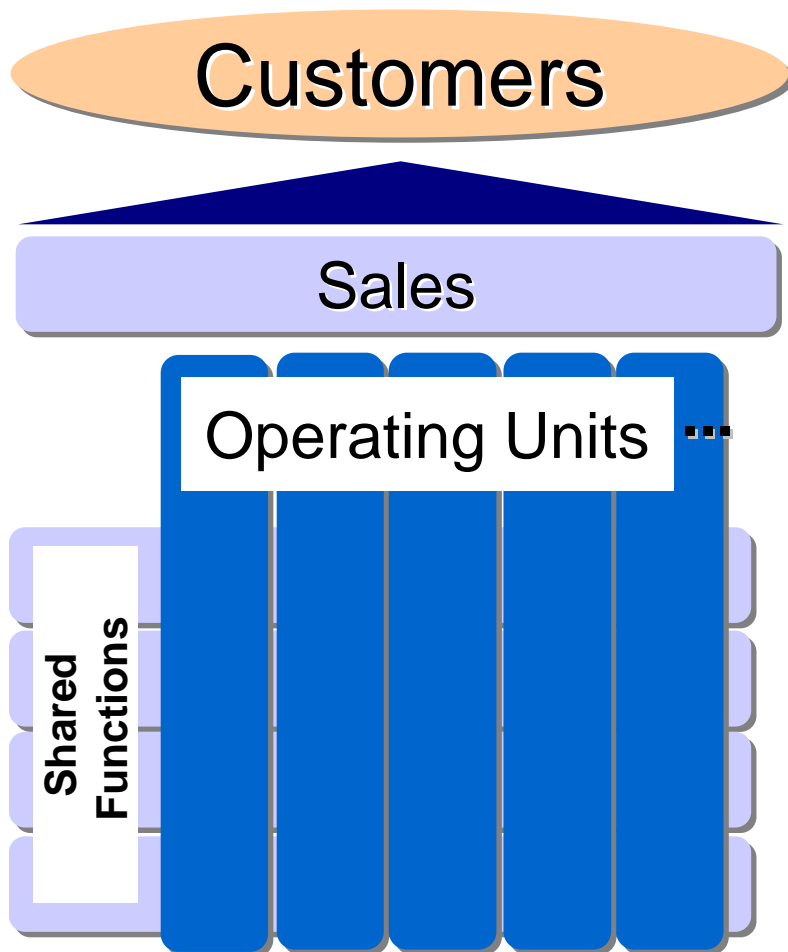 Customers
Sales
Operating Units ...
Shared
Functions